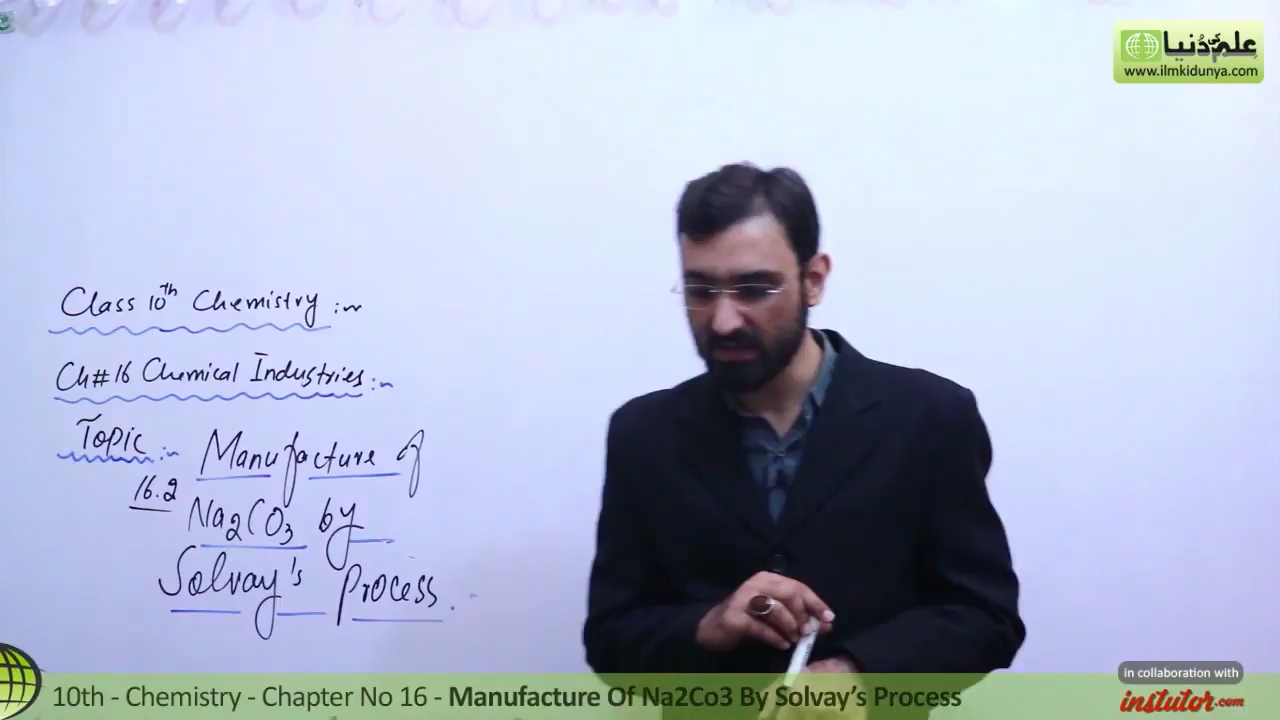 علم کی دُنیا
www.ilmkidunya.com
Class 10th Chemistry :~
Ch#16 Chemical Industries :~
Topic :~ Manufacture of
16.2
Na2CO3 by
Solvay's Process.
in collaboration with
instutor.com
10th - Chemistry - Chapter No 16 - Manufacture Of Na2Co3 By Solvay’s Process